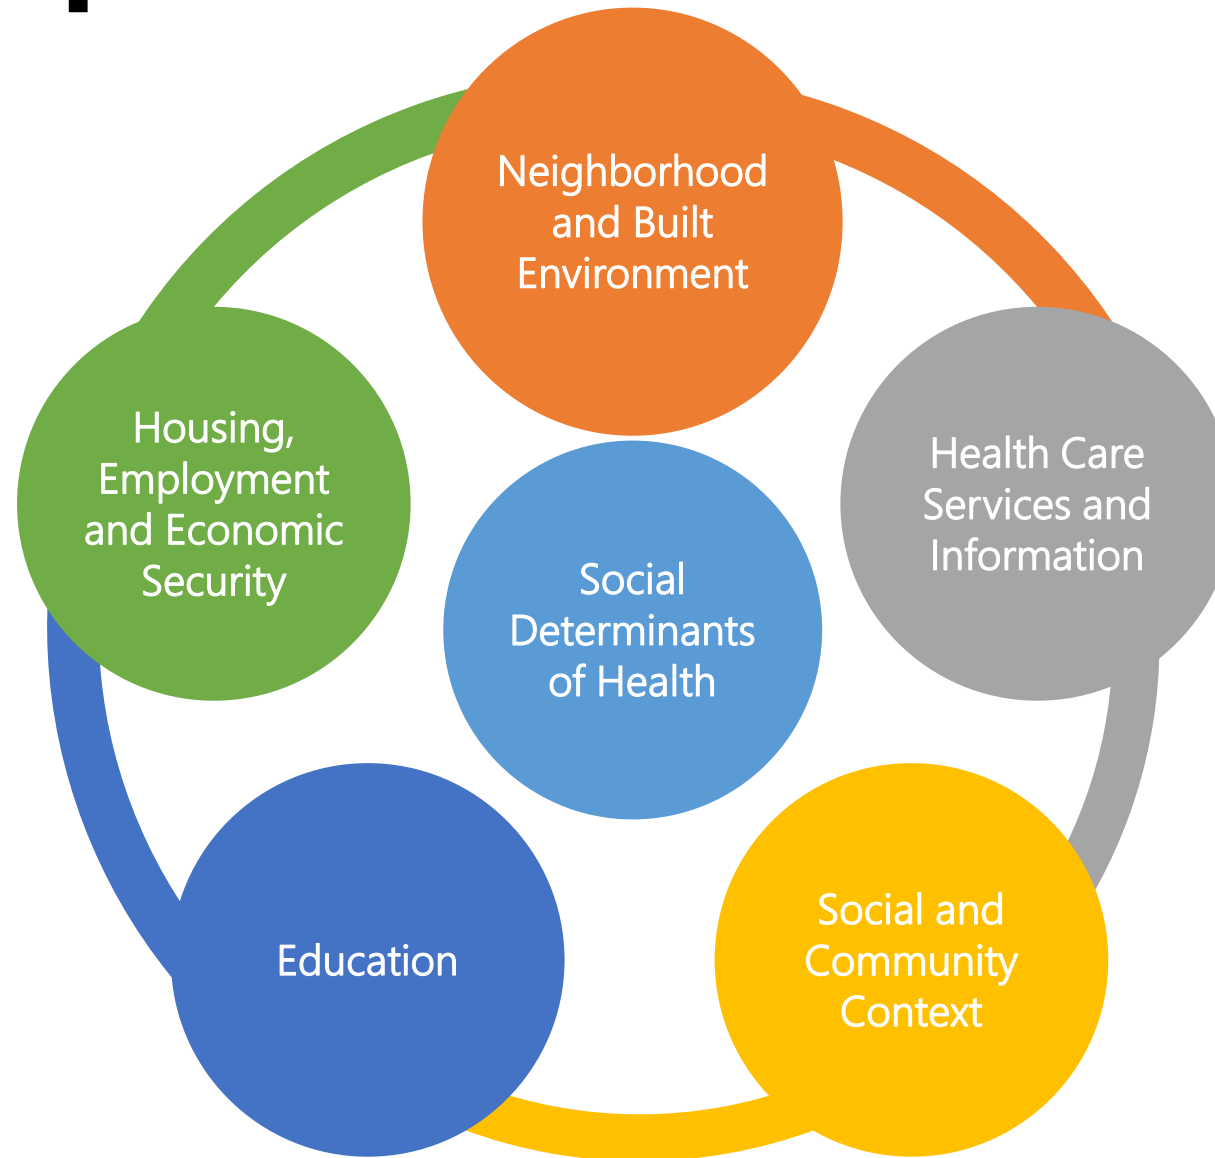 Neighborhood
and Built
Environment
Housing,
Employment
and Economic
Security
Health Care
Services and
Information
Social
Determinants
of Health
Education
Social and
Community
Context